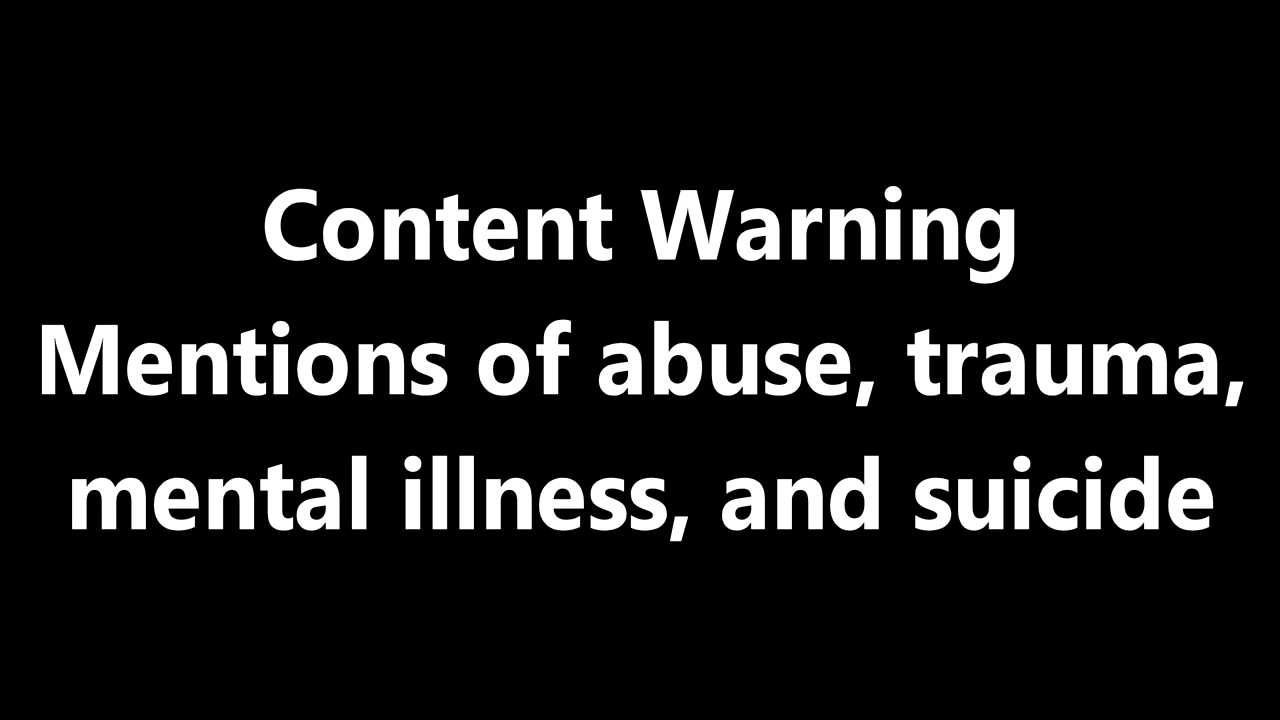 Content Warning
Mentions of abuse, trauma,
mental illness, and suicide